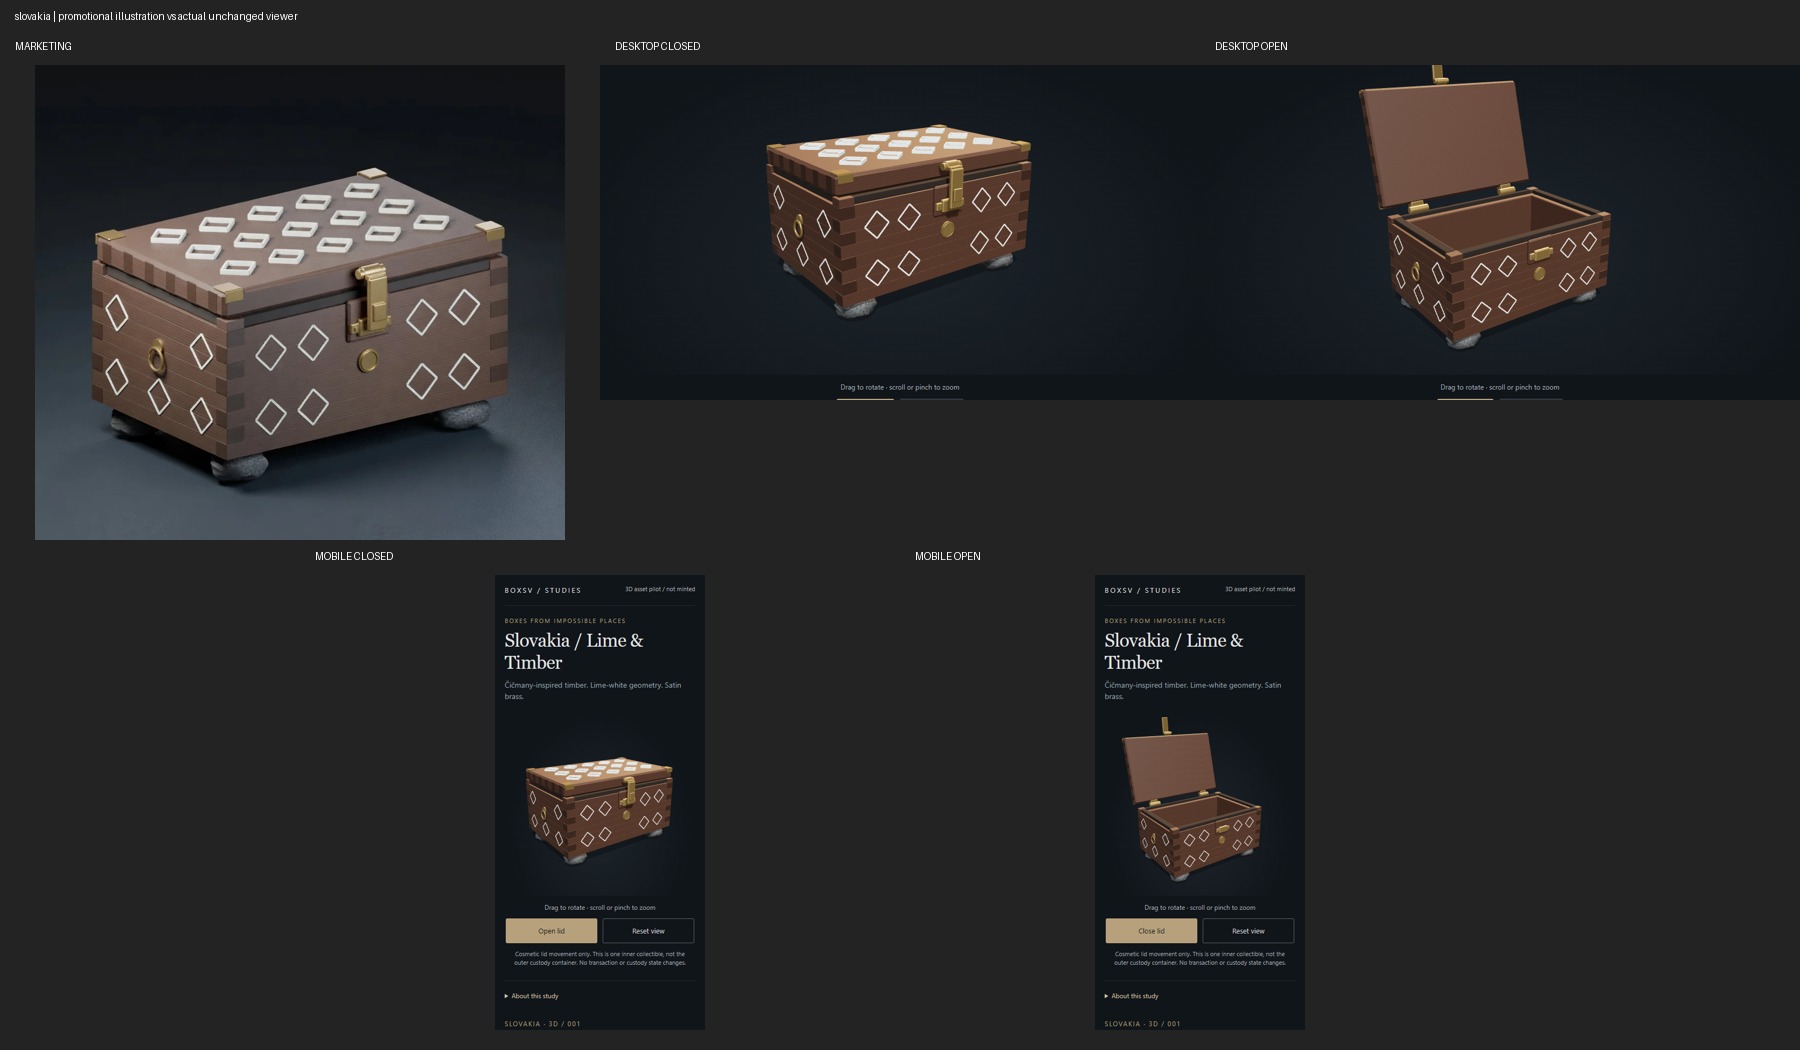 slovakia | promotional illustration vs actual unchanged viewer
MARKETING
DESKTOP CLOSED
DESKTOP OPEN
Drag to rotate · scroll or pinch to zoom
Drag to rotate · scroll or pinch to zoom
MOBILE CLOSED
MOBILE OPEN
BOXSV / STUDIES
3D asset pilot / not minted
BOXES FROM IMPOSSIBLE PLACES
Slovakia / Lime &
Timber
Čičmany-inspired timber. Lime-white geometry. Satin
brass.
Drag to rotate · scroll or pinch to zoom
Open lid
Reset view
Cosmetic lid movement only. This is one inner collectible, not the
outer custody container. No transaction or custody state changes.
▸ About this study
SLOVAKIA - 3D / 001
BOXSV / STUDIES
3D asset pilot / not minted
BOXES FROM IMPOSSIBLE PLACES
Slovakia / Lime &
Timber
Čičmany-inspired timber. Lime-white geometry. Satin
brass.
Drag to rotate · scroll or pinch to zoom
Close lid
Reset view
Cosmetic lid movement only. This is one inner collectible, not the
outer custody container. No transaction or custody state changes.
▸ About this study
SLOVAKIA - 3D / 001